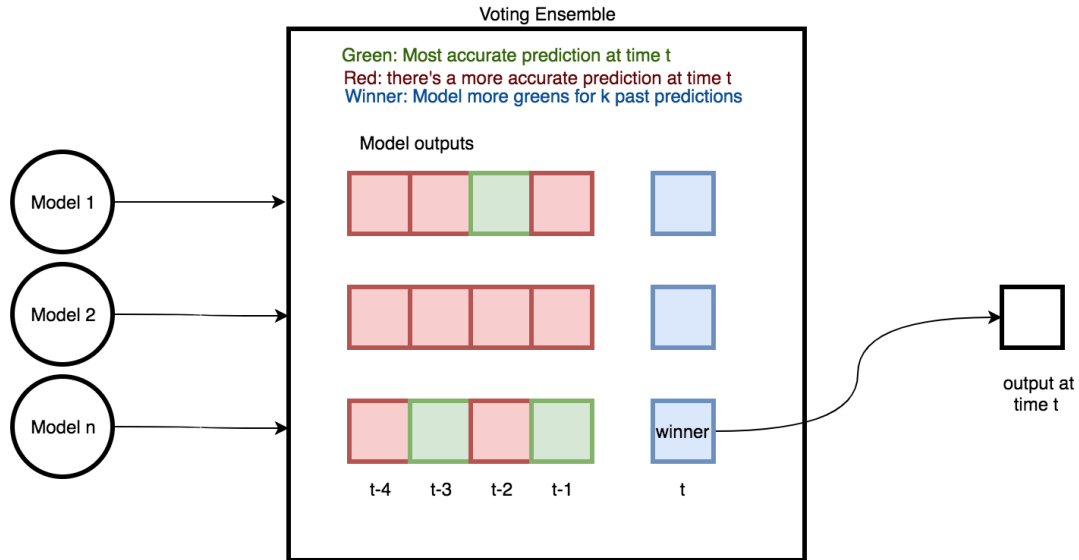 Voting Ensemble
Green: Most accurate prediction at time t
Red: there's a more accurate prediction at time t
Winner: Model more greens for k past predictions
Model outputs
Model 1
Model 2
Model n
winner
t-4 t-3 t-2 t-1 t
output at
time t